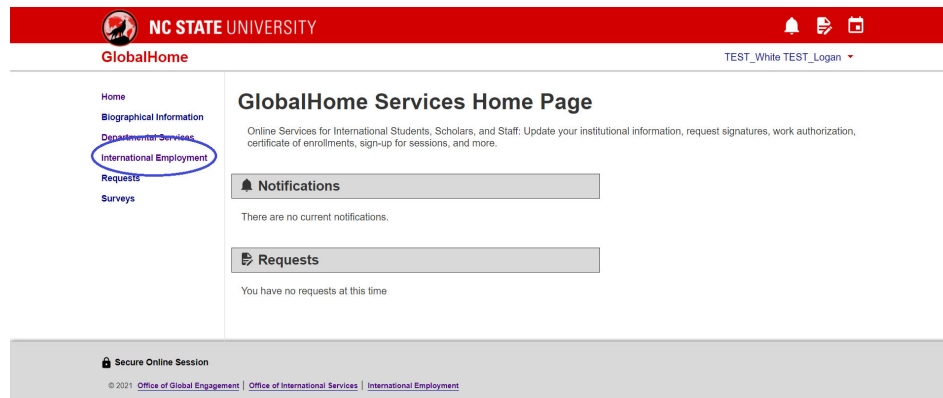 NC STATE UNIVERSITY
GlobalHome
TEST_White TEST_Logan
Home
Biographical Information
Departmental Services
International Employment
Requests
Surveys
GlobalHome Services Home Page
Online Services for International Students, Scholars, and Staff: Update your institutional information, request signatures, work authorization,
certificate of enrollments, sign-up for sessions, and more.
Notifications
There are no current notifications.
Requests
You have no requests at this time
Secure Online Session
© 2021 Office of Global Engagement | Office of International Services | International Employment